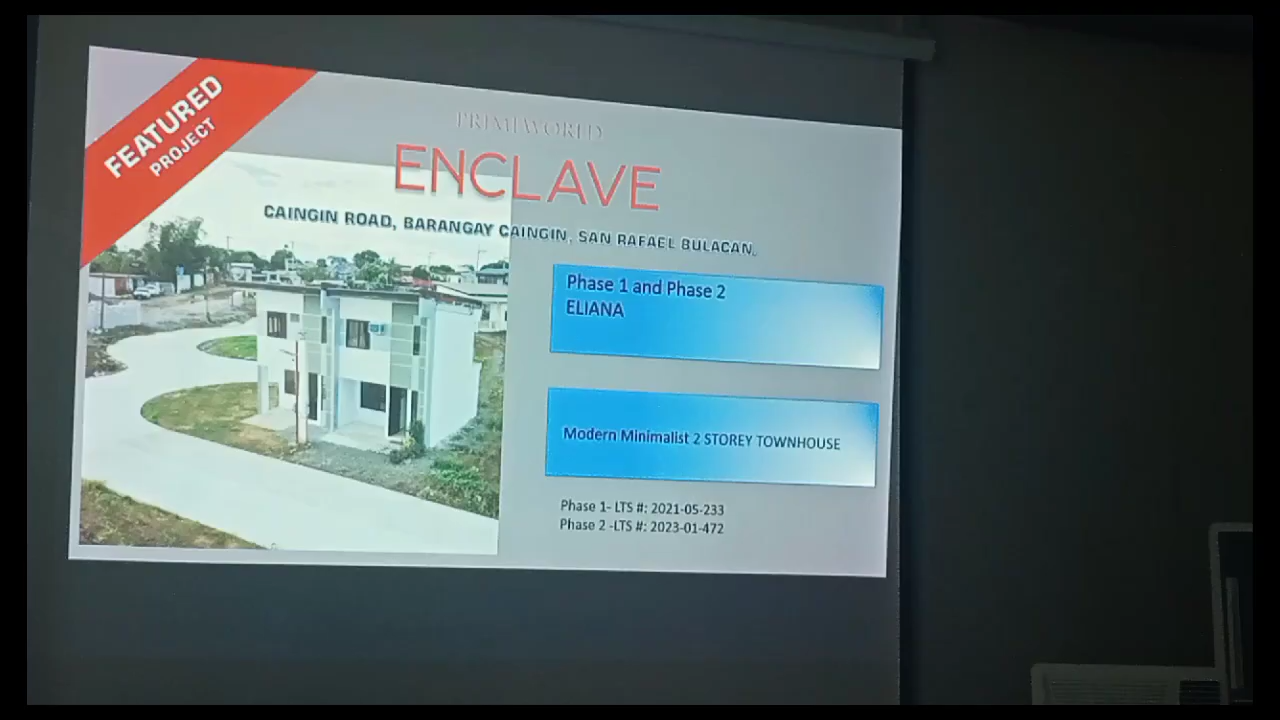 FEATURED
PROJECT
PRIMEWORLD
ENCLAVE
CAINGIN ROAD, BARANGAY CAINGIN, SAN RAFAEL BULACAN.
Phase 1 and Phase 2
ELIANA
Modern Minimalist 2 STOREY TOWNHOUSE
Phase 1- LTS #: 2021-05-233
Phase 2 -LTS #: 2023-01-472